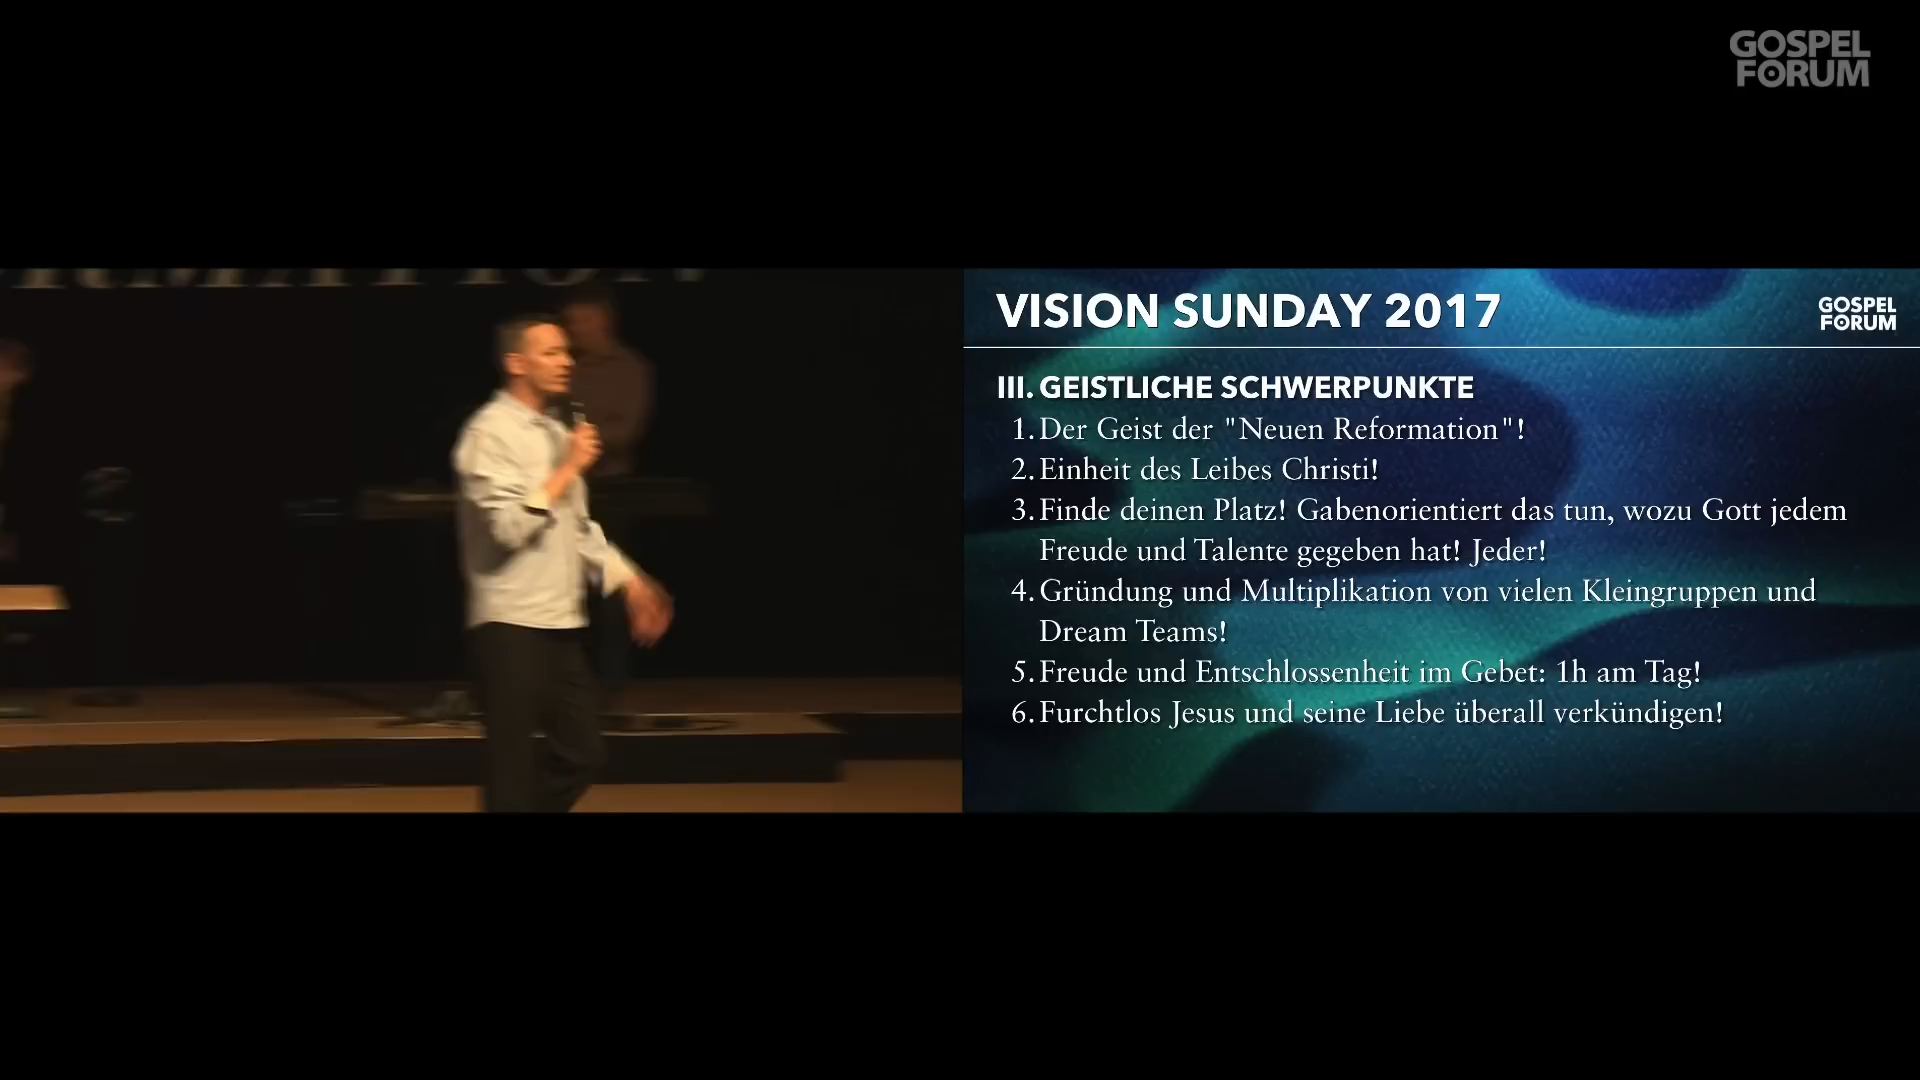 GOSPEL
FORUM
VISION SUNDAY 2017
GOSPEL
FORUM
III. GEISTLICHE SCHWERPUNKTE
1. Der Geist der "Neuen Reformation"!
2. Einheit des Leibes Christi!
3. Finde deinen Platz! Gabenorientiert das tun, wozu Gott jedem
Freude und Talente gegeben hat! Jeder!
4. Gründung und Multiplikation von vielen Kleingruppen und
Dream Teams!
5. Freude und Entschlossenheit im Gebet: 1h am Tag!
6. Furchtlos Jesus und seine Liebe überall verkündigen!